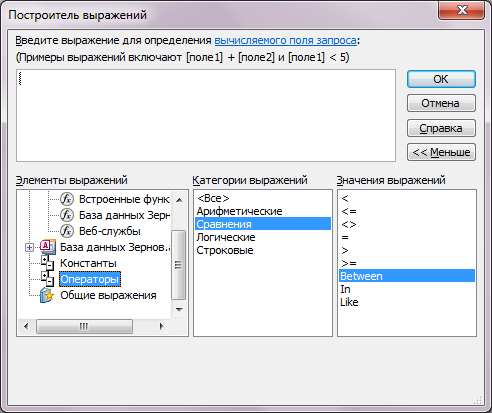 Построитель выражений
Введите выражение для определения вычисляемого поля запроса:
(Примеры выражений включают [поле1] + [поле2] и [поле1] < 5)
ОК
Отмена
Справка
<< Меньше
Элементы выражений
Встроенные функ
База данных Зерн
Веб-службы
База данных Зернов.а
Константы
Операторы
Общие выражения
Категории выражений
<Все>
Арифметические
Сравнения
Логические
Строковые
Значения выражений
<
<=
<>
=
>
>=
Between
In
Like